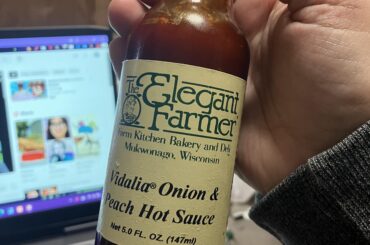 The
Elegant
Farmer
Farm Kitchen Bakery and Deli
Mukwonago, Wisconsin
Vidalia® Onion &
Peach Hot Sauce
Net 5.0 FL. OZ. (147ml)